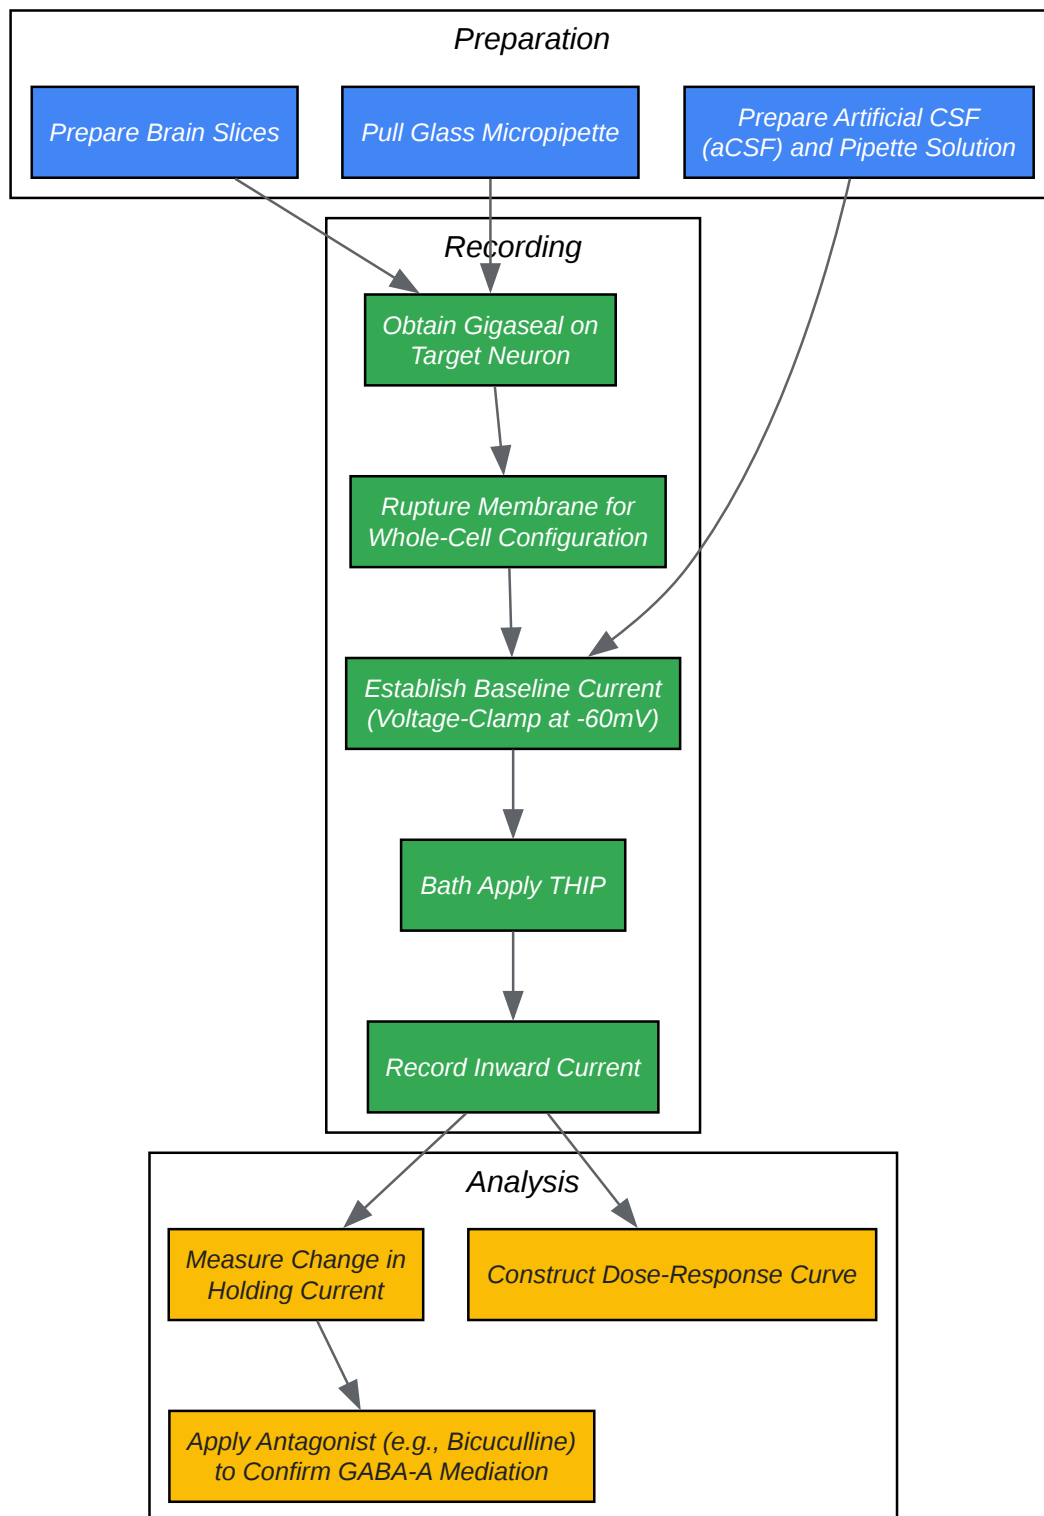 Preparation
Prepare Brain Slices
Pull Glass Micropipette
Prepare Artificial CSF
(aCSF) and Pipette Solution
Recording
Obtain Gigaseal on
Target Neuron
Rupture Membrane for
Whole-Cell Configuration
Establish Baseline Current
(Voltage-Clamp at -60mV)
Bath Apply THIP
Record Inward Current
Analysis
Measure Change in
Holding Current
Construct Dose-Response Curve
Apply Antagonist (e.g., Bicuculline)
to Confirm GABA-A Mediation